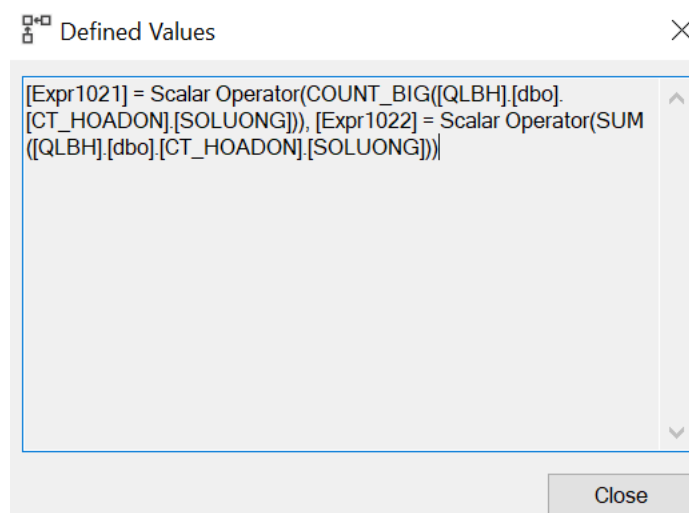 Defined Values
[Expr1021] = Scalar Operator(COUNT_BIG([QLBH].[dbo].
[CT_HOADON].[SOLUONG])), [Expr1022] = Scalar Operator(SUM
([QLBH].[dbo].[CT_HOADON].[SOLUONG]))
Close